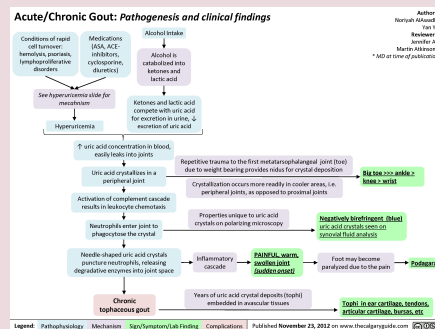 Acute/Chronic Gout: Pathogenesis and clinical findings
Author
Noriyah AlAwadi
Yan Y
Reviewer
Jennifer A
Martin Atkinson
* MD at time of publicatio
Conditions of rapid
cell turnover:
hemolysis, psoriasis,
lymphoproliferative
disorders
Medications
(ASA, ACE-
inhibitors,
cyclosporine,
diuretics)
Alcohol Intake
Alcohol is
catabolized into
ketones and
lactic acid
See hyperuricemia slide for
mecahnism
Ketones and lactic acid
compete with uric acid
for excretion in urine, ↓
excretion of uric acid
Hyperuricemia
↑ uric acid concentration in blood,
easily leaks into joints
Uric acid crystallizes in a
peripheral joint
Repetitive trauma to the first metatarsophalangeal joint (toe)
due to weight bearing provides nidus for crystal deposition
Crystallization occurs more readily in cooler areas, i.e.
peripheral joints, as opposed to proximal joints
Big toe >>> ankle >
knee > wrist
Activation of complement cascade
results in leukocyte chemotaxis
Neutrophils enter joint to
phagocytose the crystal
Properties unique to uric acid
crystals on polarizing microscopy
Negatively birefringent (blue)
uric acid crystals seen on
synovial fluid analysis
Needle-shaped uric acid crystals
puncture neutrophils, releasing
degradative enzymes into joint space
Inflammatory
cascade
PAINFUL, warm,
swollen joint
(sudden onset)
Foot may become
paralyzed due to the pain
Podagara
Chronic
tophaceous gout
Years of uric acid crystal deposits (tophi)
embedded in avascular tissues
Tophi in ear cartilage, tendons,
articular cartilage, bursas, etc
Legend: Pathophysiology Mechanism Sign/Symptom/Lab Finding Complications Published November 23, 2012 on www.thecalgaryguide.com